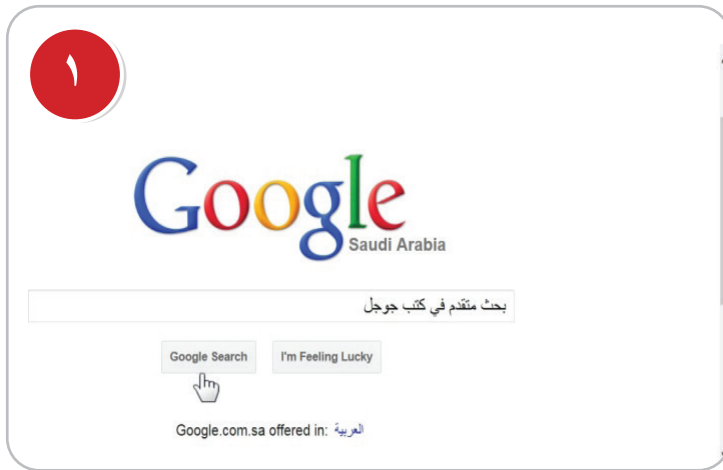 ١
Google
Saudi Arabia
بحث متقدم في كتب جوجل
Google Search I'm Feeling Lucky
Google.com.sa offered in: العربية